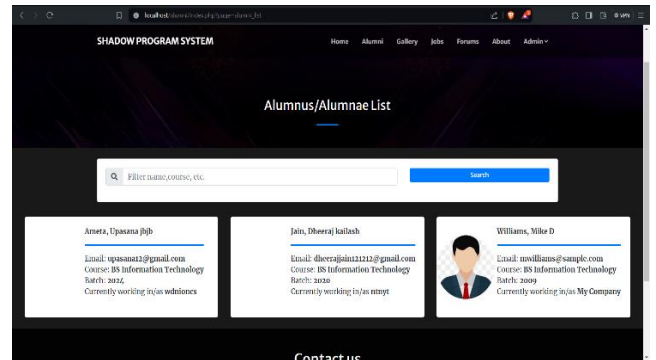 localhost/alumni/index.php?page=alumni_list
VPN
SHADOW PROGRAM SYSTEM
Home Alumni Gallery Jobs Forums About Admin
Alumnus/Alumnae List
Filter name,course, etc.
Search
Ameta, Upasana jbjb
Email: upasana12@gmail.com
Course: BS Information Technology
Batch: 2024
Currently working in/as wdnioncs
Jain, Dheeraj kailash
Email: dheerajjain121212@gmail.com
Course: BS Information Technology
Batch: 2020
Currently working in/as ntnyt
Williams, Mike D
Email: mwilliams@sample.com
Course: BS Information Technology
Batch: 2009
Currently working in/as My Company
Contact us